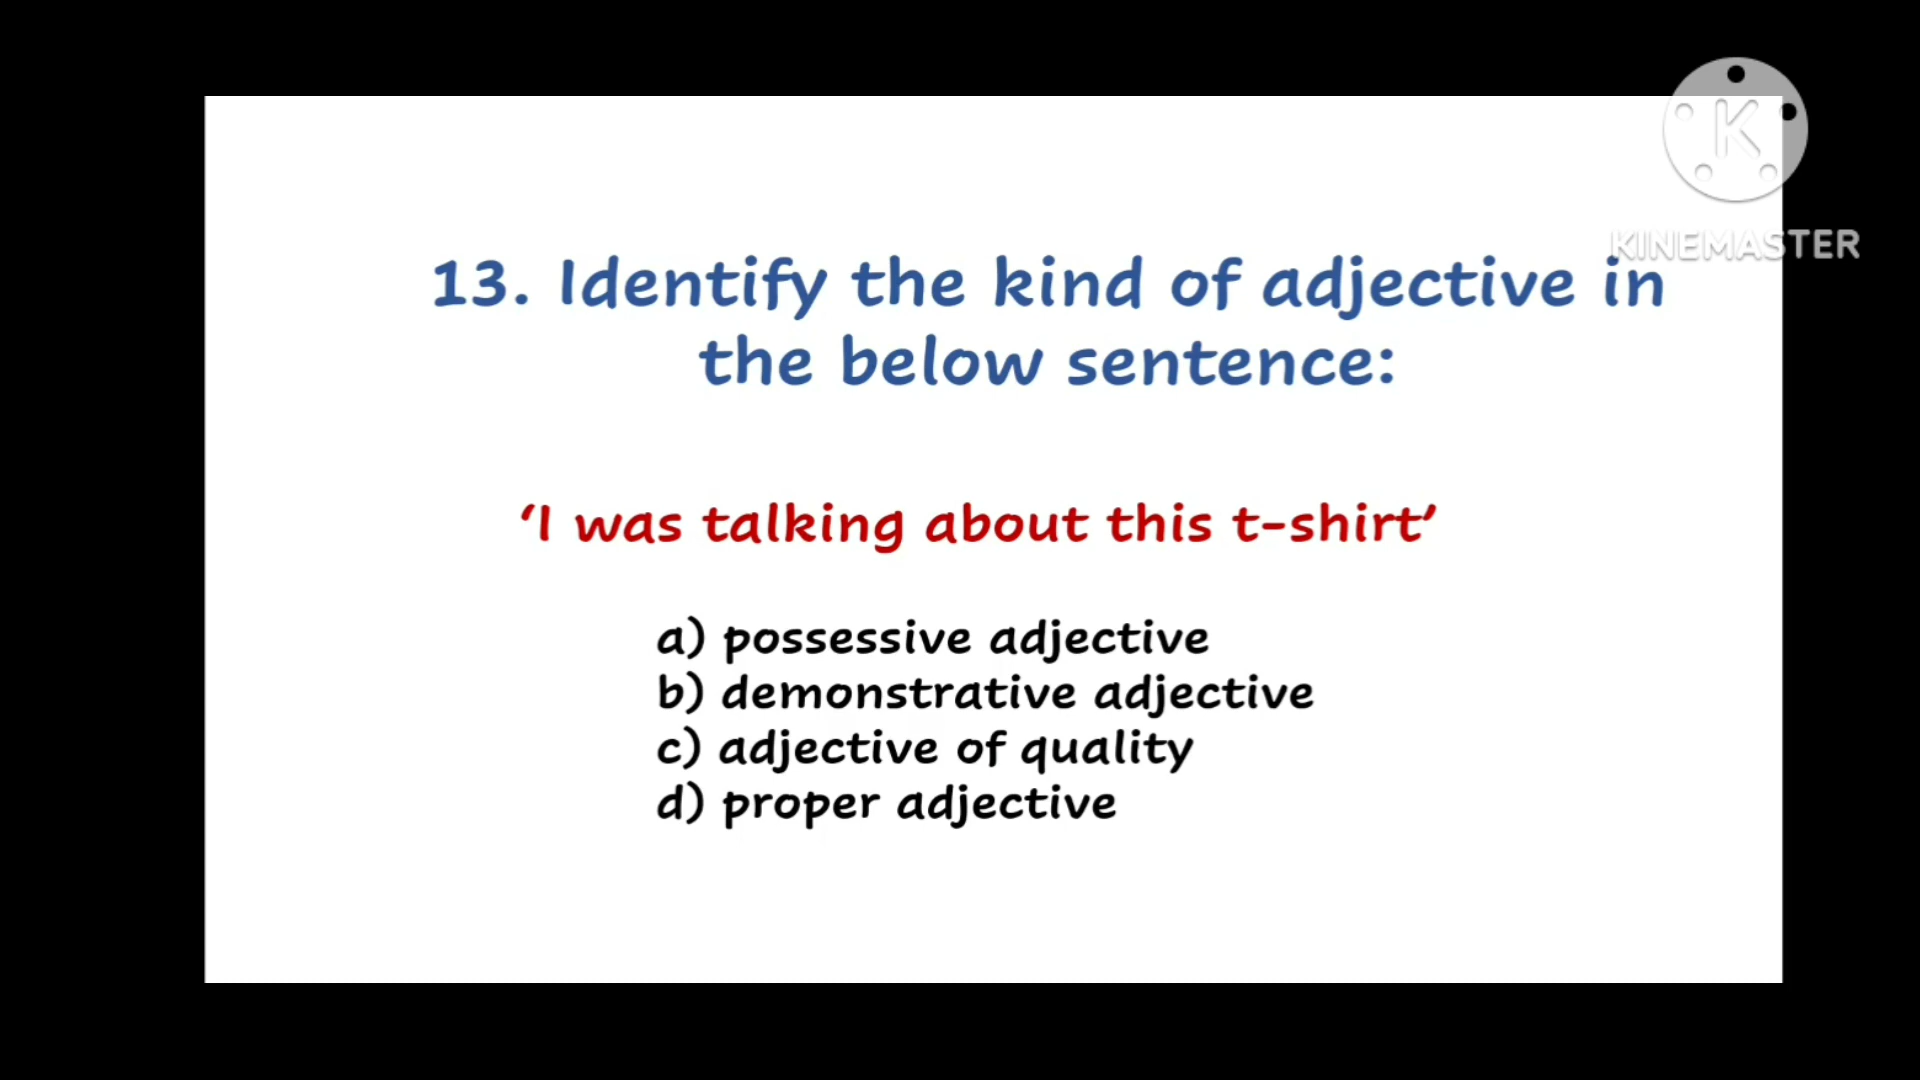 K
KINEMASTER
13. Identify the kind of adjective in
the below sentence:
‘I was talking about this t-shirt’
a) possessive adjective
b) demonstrative adjective
c) adjective of quality
d) proper adjective